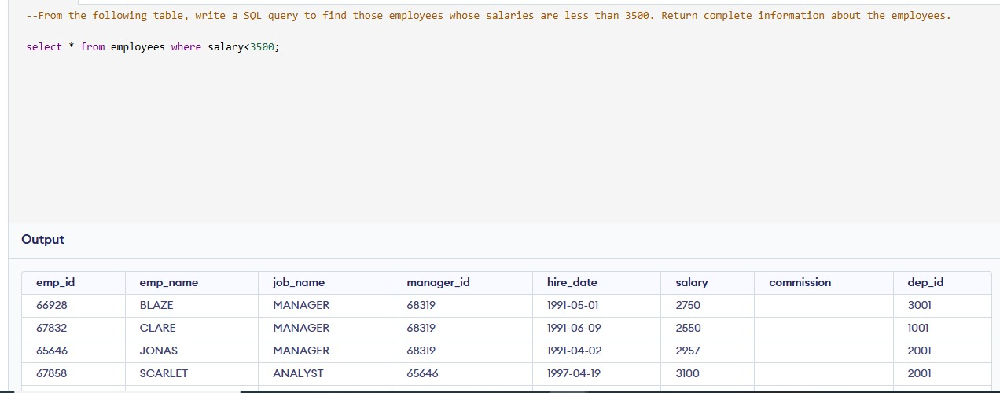 --From the following table, write a SQL query to find those employees whose salaries are less than 3500. Return complete information about the employees.
select * from employees where salary<3500;
Output
emp_id emp_name job_name manager_id hire_date salary commission dep_id
66928 BLAZE MANAGER 68319 1991-05-01 2750 3001
67832 CLARE MANAGER 68319 1991-06-09 2550 1001
65646 JONAS MANAGER 68319 1991-04-02 2957 2001
67858 SCARLET ANALYST 65646 1997-04-19 3100 2001